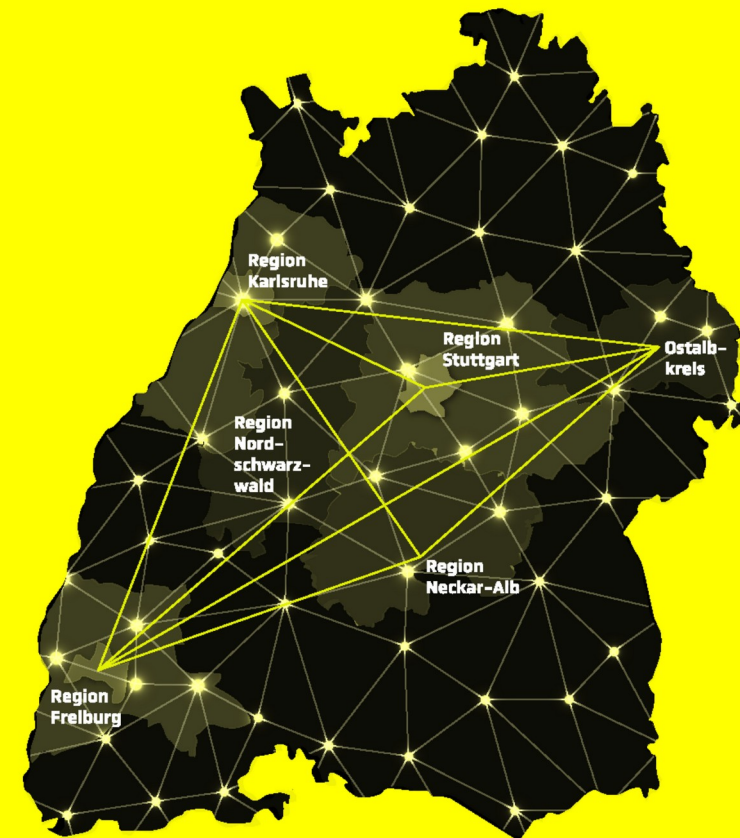 Region
Karlsruhe
Region
Stuttgart
Ostalb-
kreis
Region
Nord-
schwarz-
wald
Region
Neckar-Alb
Region
Freiburg